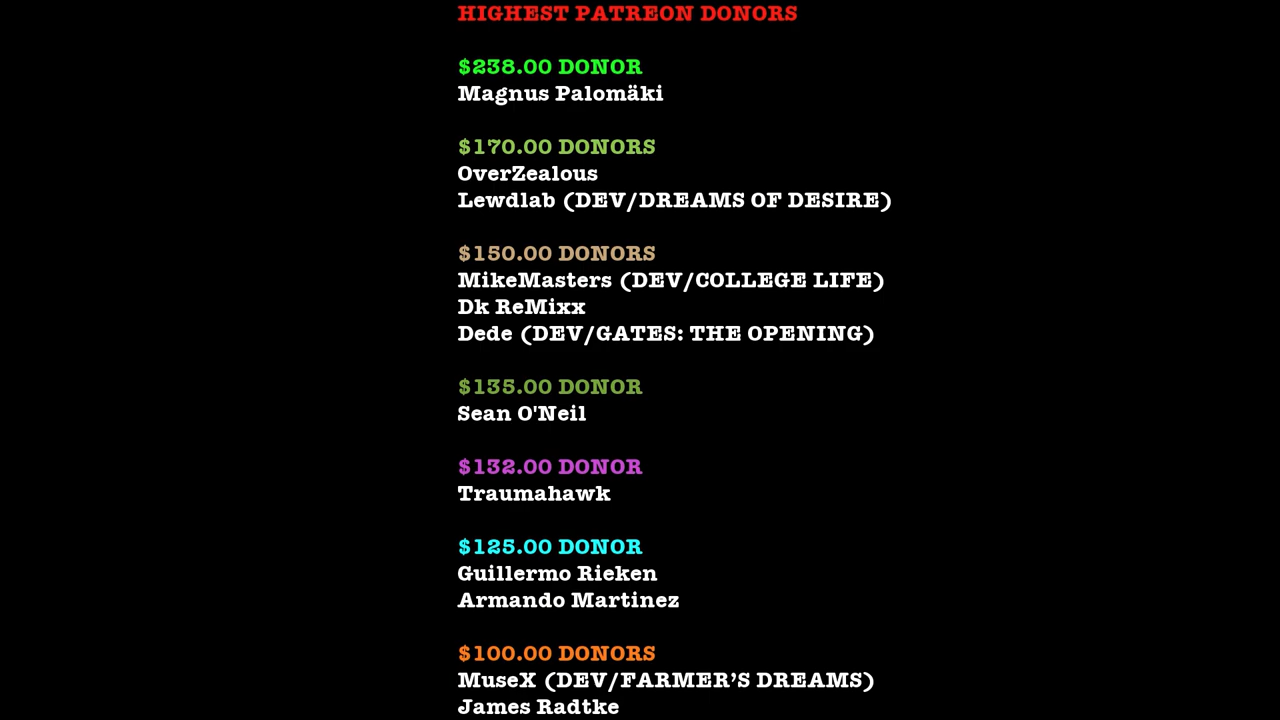 HIGHEST PATREON DONORS
$238.00 DONOR
Magnus Palomäki
$170.00 DONORS
OverZealous
Lewdlab (DEV/DREAMS OF DESIRE)
$150.00 DONORS
MikeMasters (DEV/COLLEGE LIFE)
Dk ReMixx
Dede (DEV/GATES: THE OPENING)
$135.00 DONOR
Sean O'Neil
$132.00 DONOR
Traumahawk
$125.00 DONOR
Guillermo Rieken
Armando Martinez
$100.00 DONORS
MuseX (DEV/FARMER’S DREAMS)
James Radtke